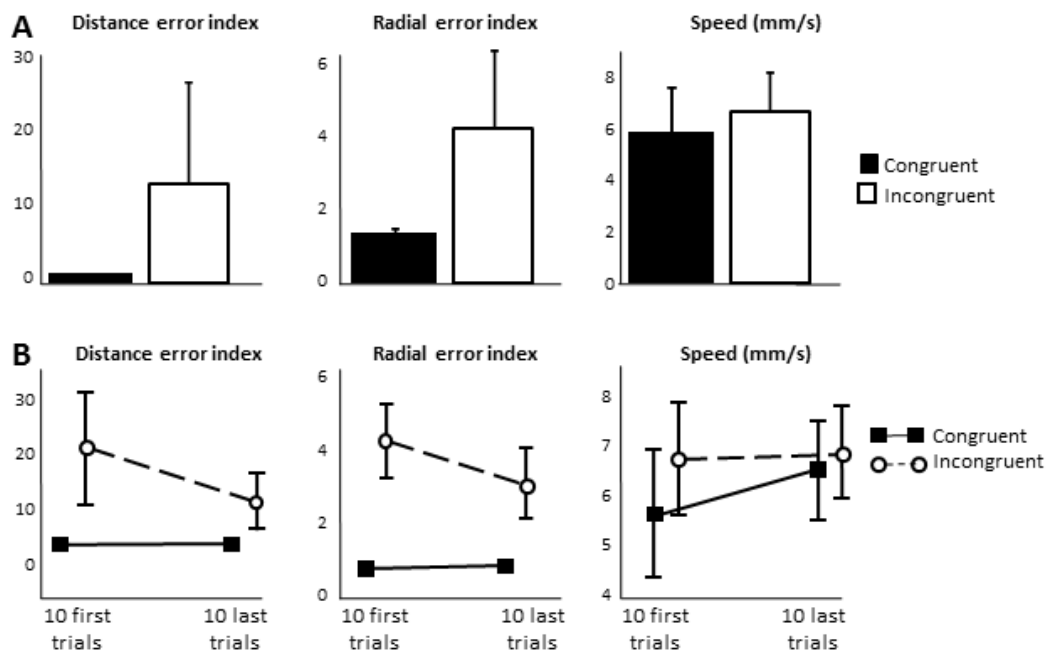 A
Distance error index
Radial error index
Speed (mm/s)
30
20
10
0
6
4
2
0
8
6
4
2
0
Congruent
Incongruent
B
Distance error index
Radial error index
Speed (mm/s)
30
20
10
0
6
4
2
0
8
7
6
5
4
Congruent
Incongruent
10 first
trials
10 last
trials
10 first
trials
10 last
trials
10 first
trials
10 last
trials